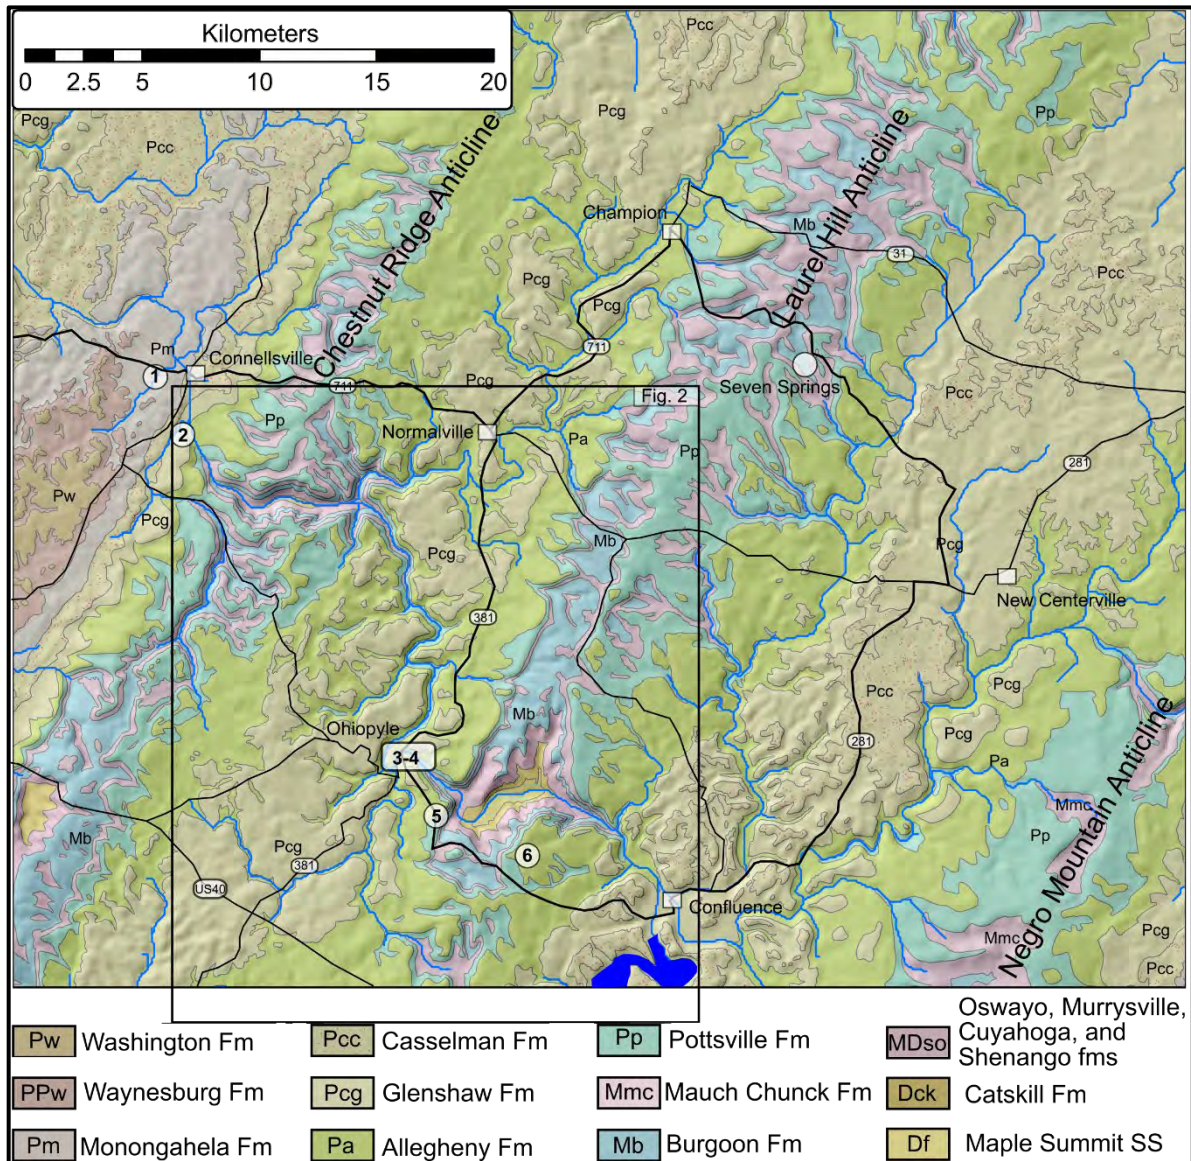 Kilometers
0 2.5 5 10 15 20
Pcc
Pcg
Pcg
Pcc
Pp
Chestnut Ridge Anticline
Laurel Hill Anticline
Champion
Mb
31
Pcc
Pcg
Pcg
Pm
Connellsville
711
1
711
Pcg
Seven Springs
Fig. 2
Pcc
Pp
2
Normalville
Pa
Pp
281
Pw
Pcg
Pcg
Mb
Pcg
New Centerville
381
Pcg
Pcc
Mb
Ohiopyle
Pcg
281
3-4
Pa
Negro Mountain Anticline
5
Mmc
Mb
Pp
Pcg
6
381
US40
Confluence
Mmc
Pcg
Pcc
Pw Washington Fm
PPw Waynesburg Fm
Pm Monongahela Fm
Pcc Casselman Fm
Pcg Glenshaw Fm
Pa Allegheny Fm
Pp Pottsville Fm
Mmc Mauch Chunck Fm
Mb Burgoon Fm
MDso Oswayo, Murrysville,
Cuyahoga, and
Shenango fms
Dck Catskill Fm
Df Maple Summit SS